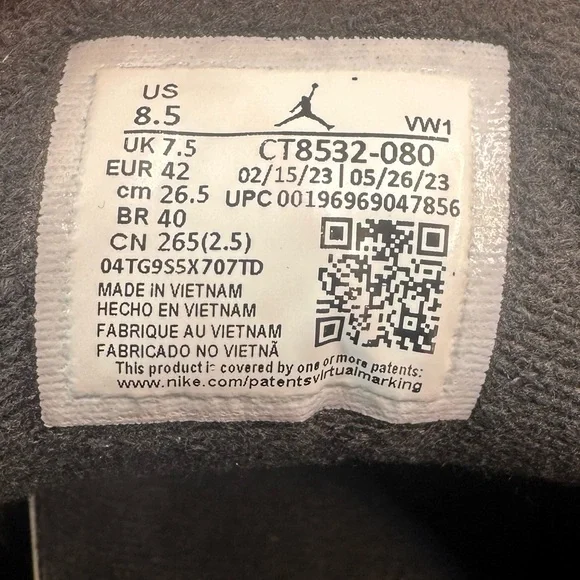 US
8.5
VW1
UK 7.5
CT8532-080
EUR 42
02/15/23 | 05/26/23
cm 26.5
UPC 00196969047856
BR 40
CN 265(2.5)
04TG9S5X707TD
MADE IN VIETNAM
HECHO EN VIETNAM
FABRIQUE AU VIETNAM
FABRICADO NO VIETNÃ
This product is covered by one or more patents:
www.nike.com/patentsvirtualmarking